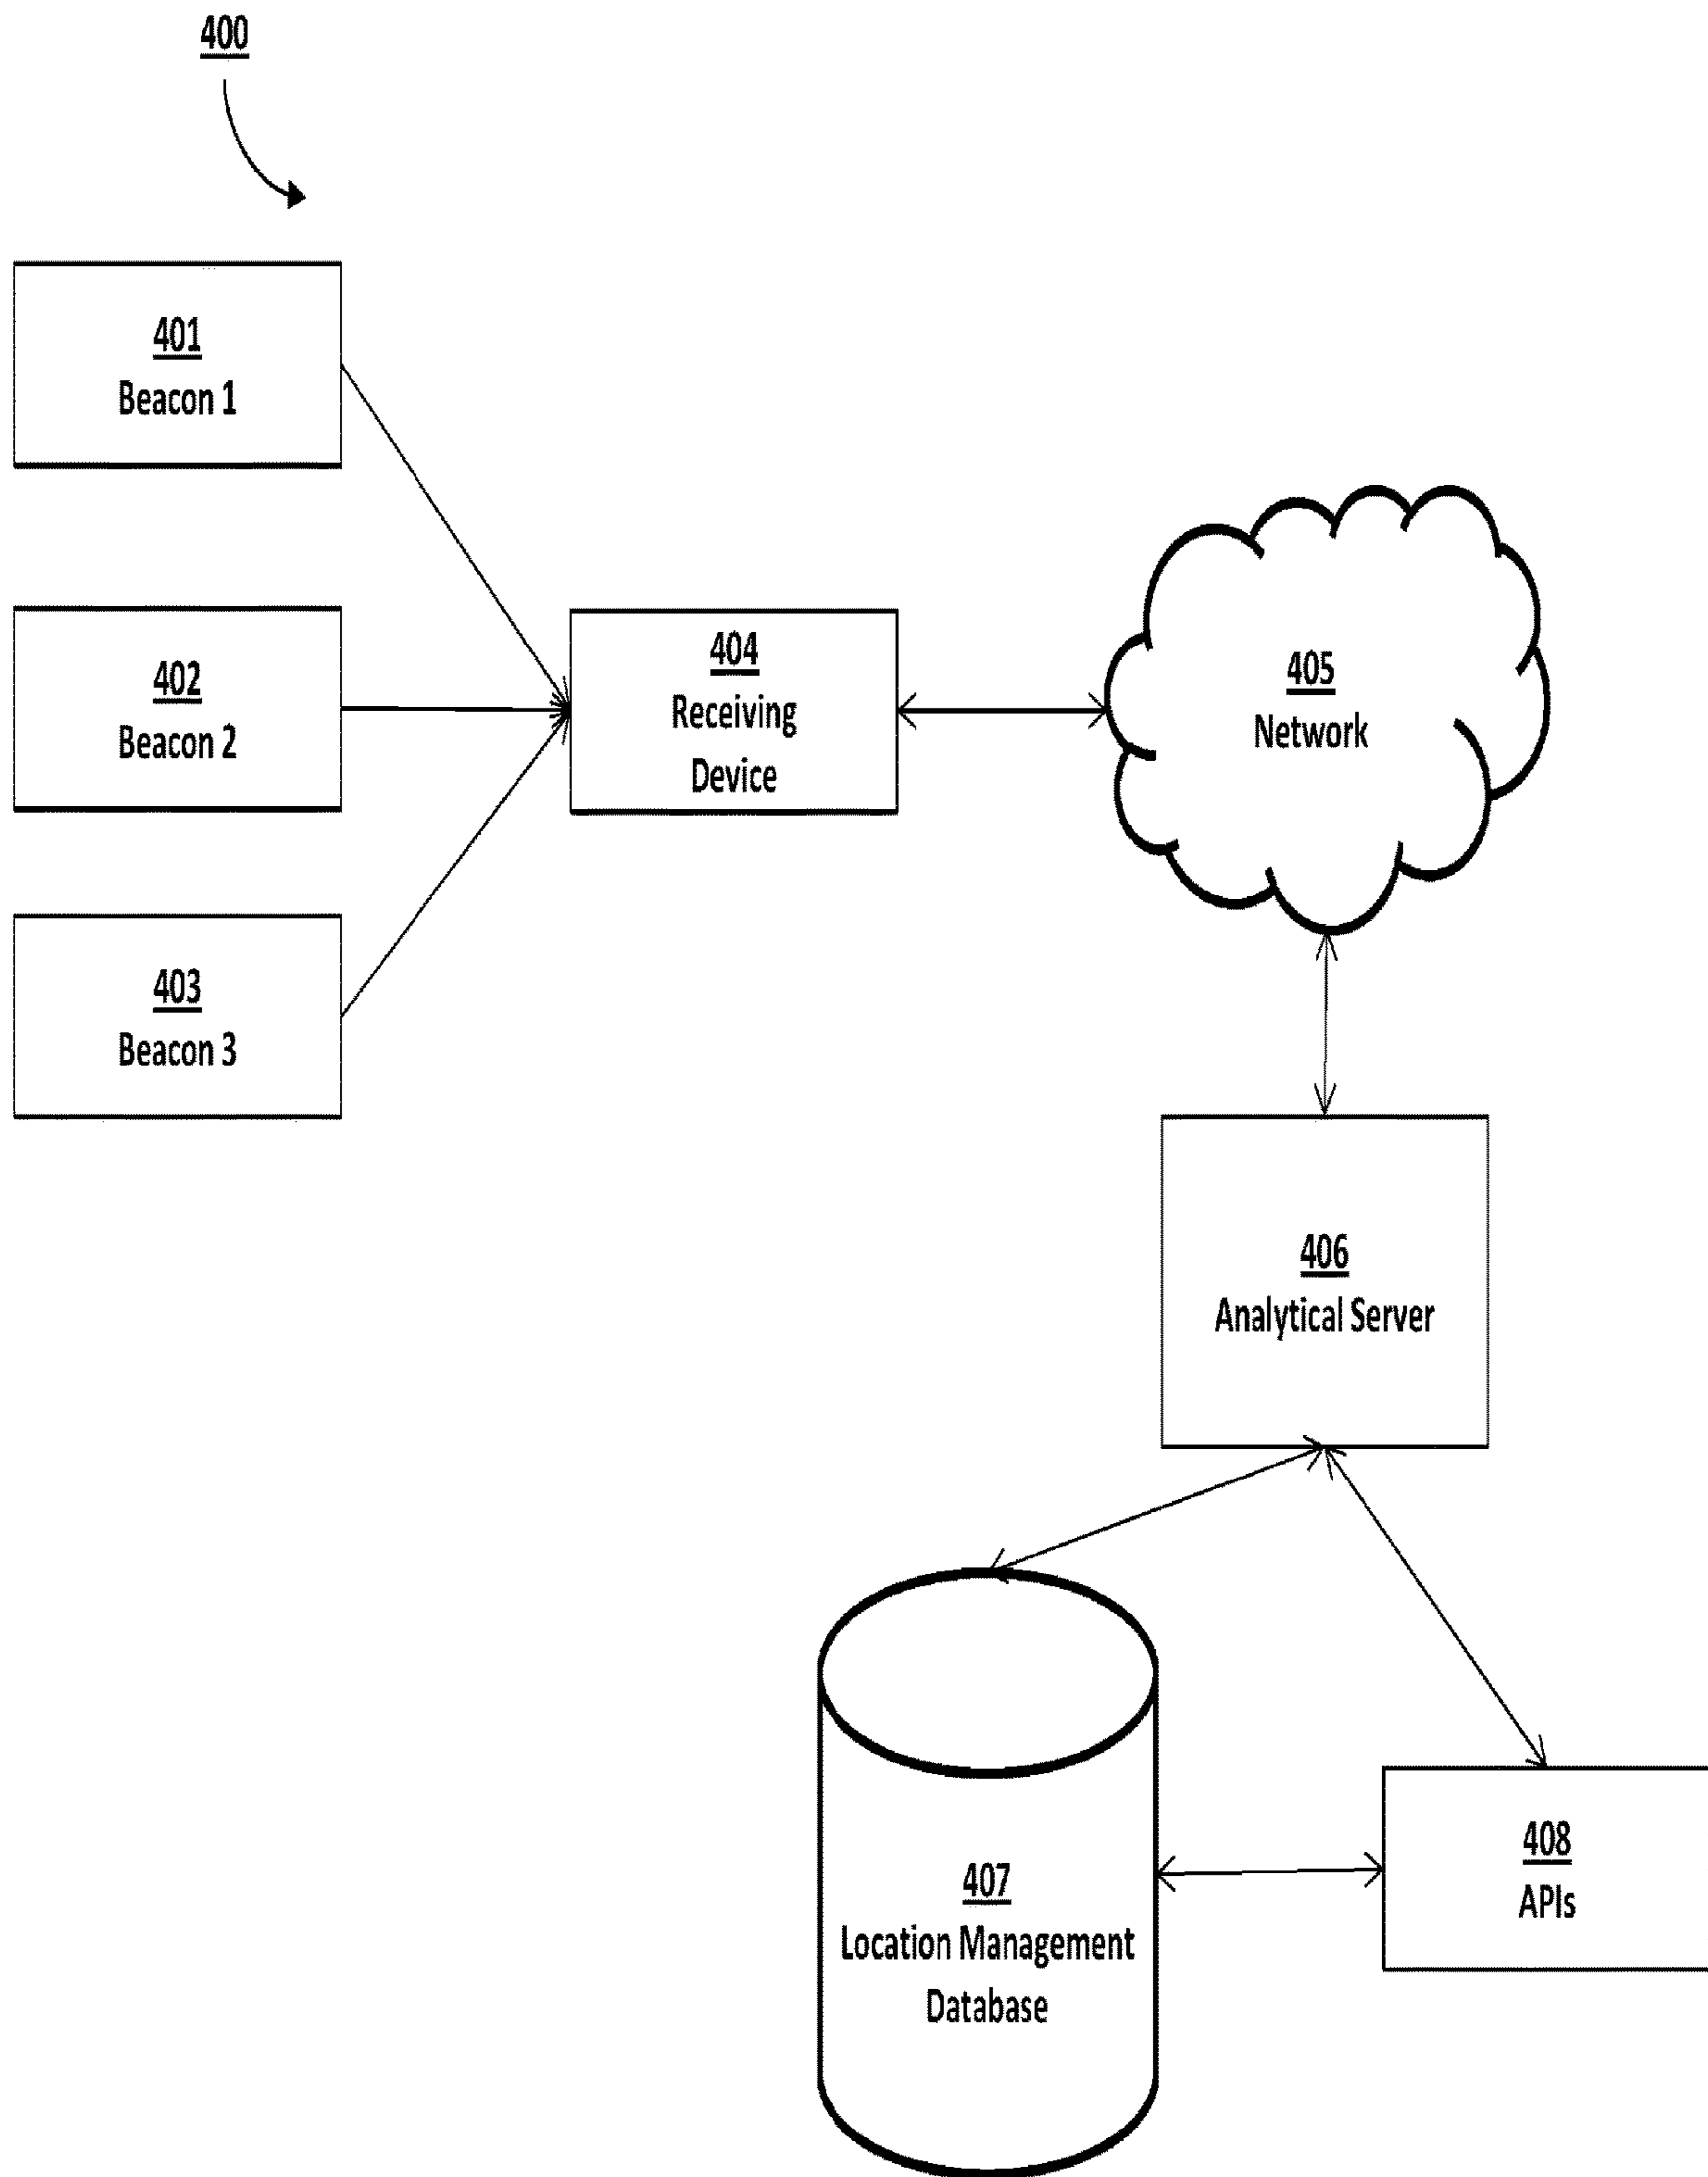 400
401
Beacon 1
402
Beacon 2
403
Beacon 3
404
Receiving
Device
405
Network
406
Analytical Server
407
Location Management
Database
408
APIs